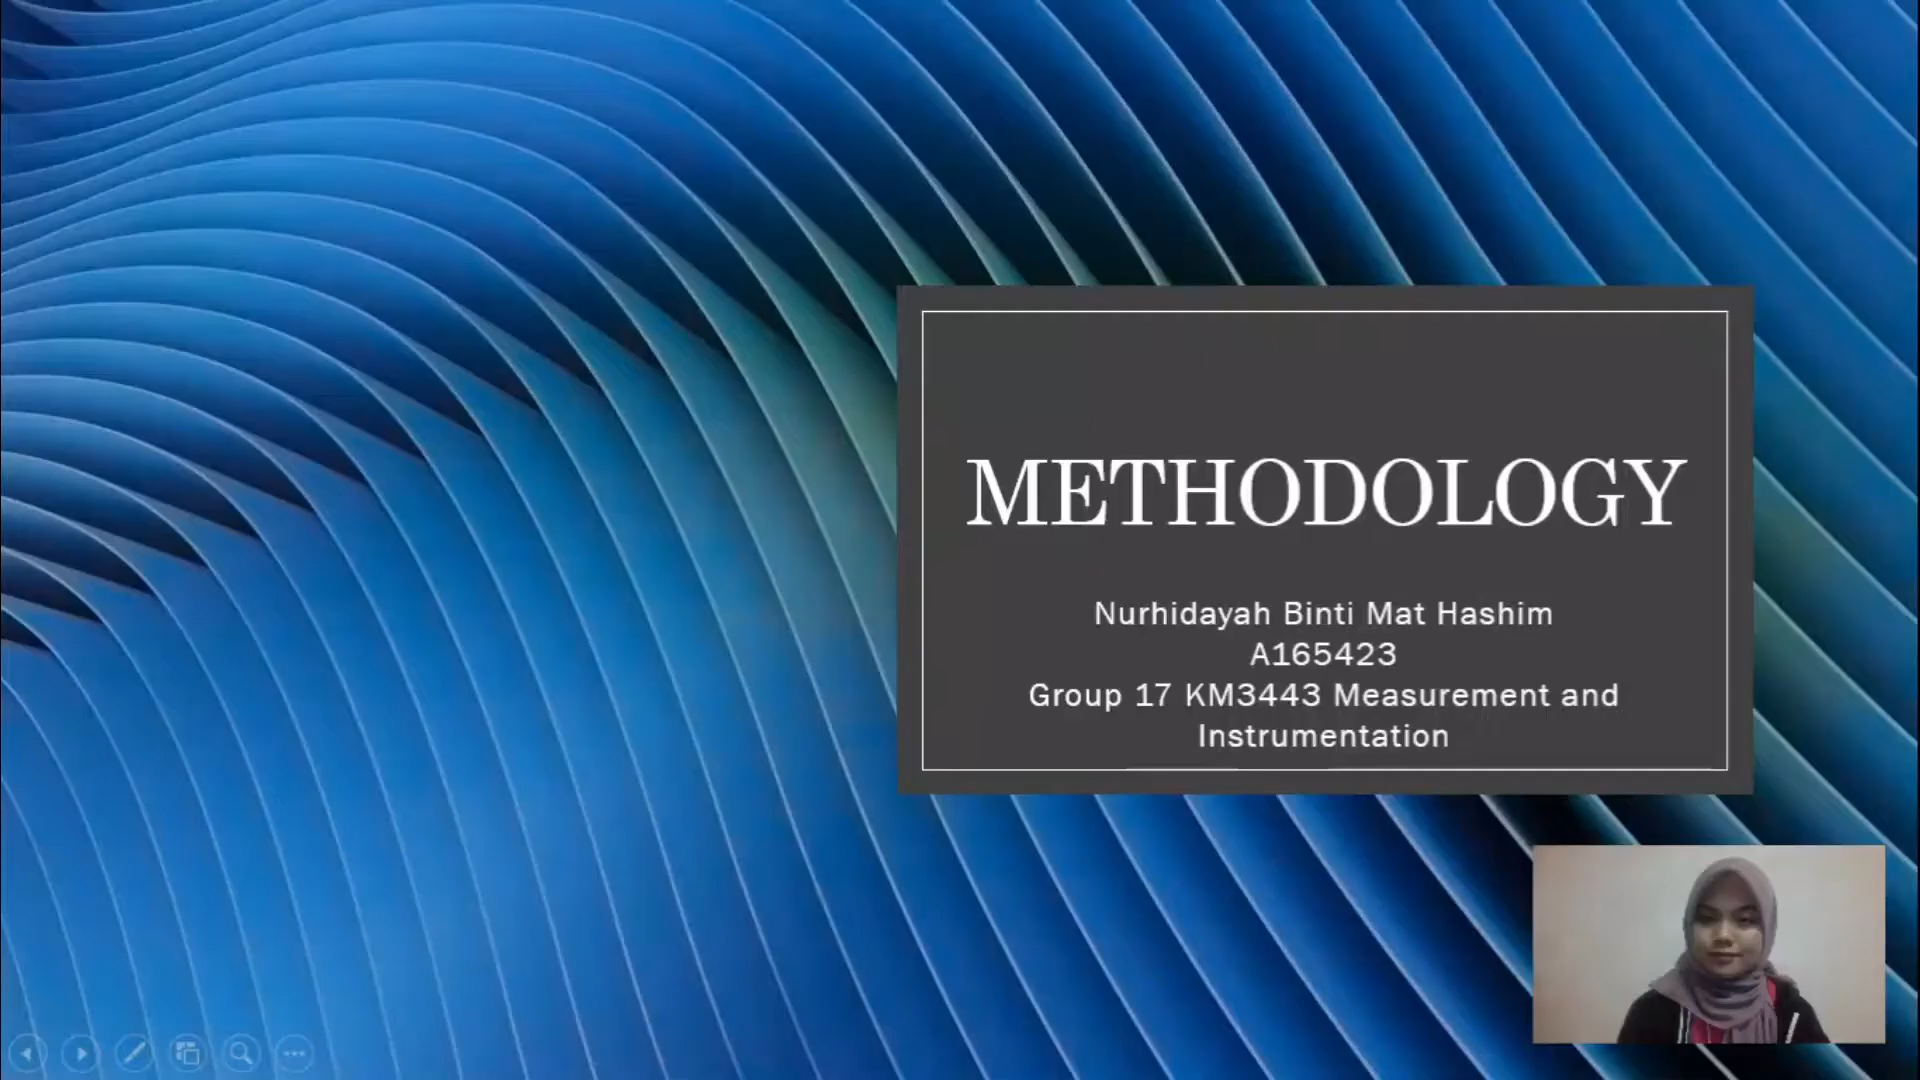 METHODOLOGY
Nurhidayah Binti Mat Hashim
A165423
Group 17 KM3443 Measurement and
Instrumentation